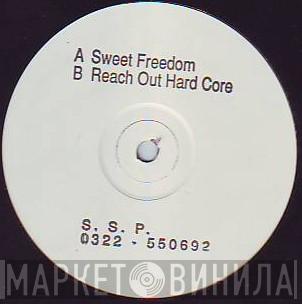 A Sweet Freedom
B Reach Out Hard Core
S. S. P.
0322 - 550692
МАРКЕТ ВИНИЛА